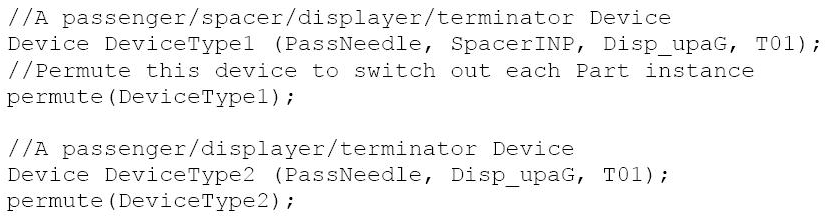 //A passenger/spacer/displayer/terminator Device
Device DeviceType1 (PassNeedle, SpacerINP, Disp_upaG, T01);
//Permute this device to switch out each Part instance
permute(DeviceType1);

//A passenger/displayer/terminator Device
Device DeviceType2 (PassNeedle, Disp_upaG, T01);
permute(DeviceType2);